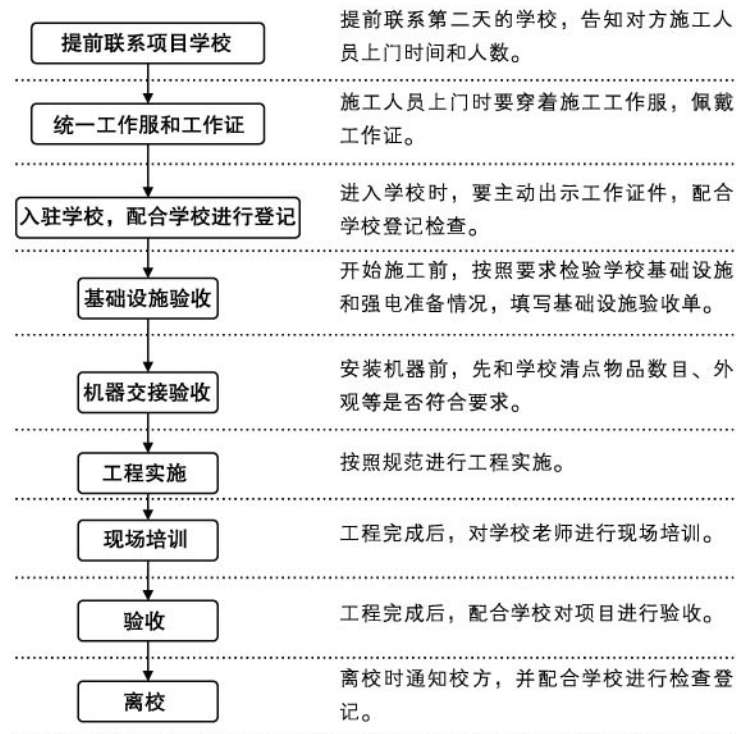 提前联系项目学校
提前联系第二天的学校，告知对方施工人
员上门时间和人数。
统一工作服和工作证
施工人员上门时要穿着施工工作服，佩戴
工作证。
入驻学校，配合学校进行登记
进入学校时，要主动出示工作证件，配合
学校登记检查。
基础设施验收
开始施工前，按照要求检验学校基础设施
和强电准备情况，填写基础设施验收单。
机器交接验收
安装机器前，先和学校清点物品数目、外
观等是否符合要求。
工程实施
按照规范进行工程实施。
现场培训
工程完成后，对学校老师进行现场培训。
验收
工程完成后，配合学校对项目进行验收。
离校
离校时通知校方，并配合学校进行检查登
记。